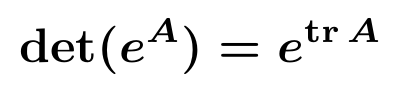 det(e^A) = e^{tr A}